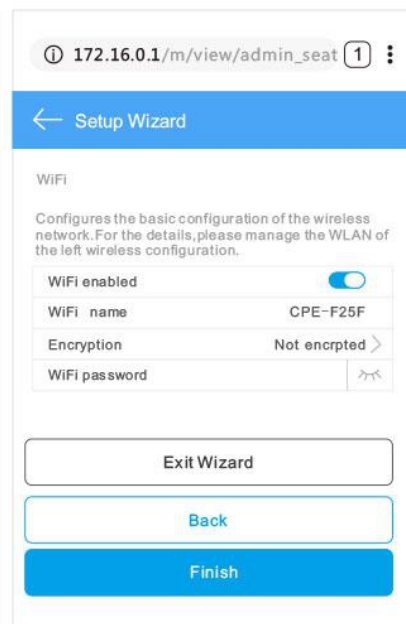 172.16.0.1/m/view/admin_seat 1
Setup Wizard
WiFi
Configures the basic configuration of the wireless
network.For the details,please manage the WLAN of
the left wireless configuration.
WiFi enabled
WiFi name CPE-F25F
Encryption Not encrpted
WiFi password
Exit Wizard
Back
Finish